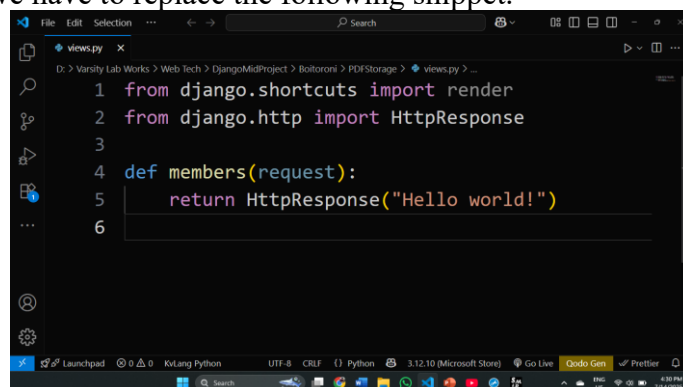 we have to replace the following snippet.
File Edit Selection ... Search
views.py
D: > Varsity Lab Works > Web Tech > DjangoMidProject > Boitoroni > PDFStorage > views.py > ...
1 from django.shortcuts import render
2 from django.http import HttpResponse
3
4 def members(request):
5 return HttpResponse("Hello world!")
6
Launchpad 0 0 KvLang Python UTF-8 CRLF {} Python 3.12.10 (Microsoft Store) Go Live Qodo Gen Prettier
Search ENG 4:30 PM